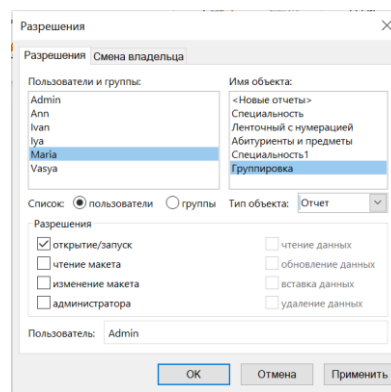 Разрешения
Разрешения Смена владельца
Пользователи и группы: Имя объекта:
Admin <Новые отчеты>
Ann Специальность
Ivan Ленточный с нумерацией
Iya Абитуриенты и предметы
Maria Специальность1
Vasya Группировка
Список: пользователи группы Тип объекта: Отчет
Разрешения
открытие/запуск чтение данных
чтение макета обновление данных
изменение макета вставка данных
администратора удаление данных
Пользователь: Admin
OK Отмена Применить